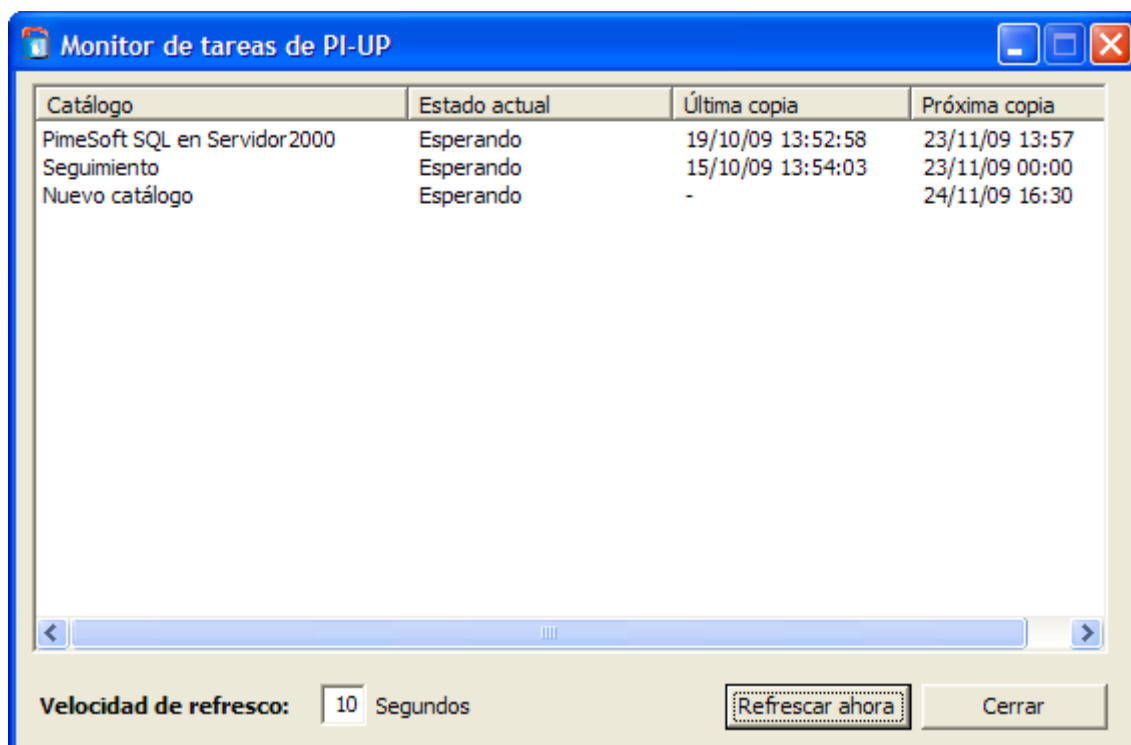 Monitor de tareas de PI-UP
Catálogo Estado actual Última copia Próxima copia
PimeSoft SQL en Servidor2000 Esperando 19/10/09 13:52:58 23/11/09 13:57
Seguimiento Esperando 15/10/09 13:54:03 23/11/09 00:00
Nuevo catálogo Esperando - 24/11/09 16:30
Velocidad de refresco: 10 Segundos Refrescar ahora Cerrar